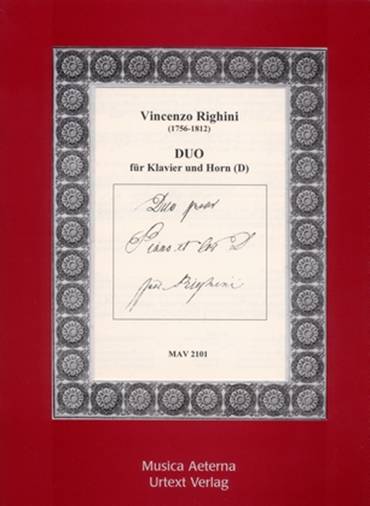 Vincenzo Righini
(1756-1812)
DUO
für Klavier und Horn (D)
Duo pour
Piano et Cor D
par Righini
MAV 2101
Musica Aeterna
Urtext Verlag